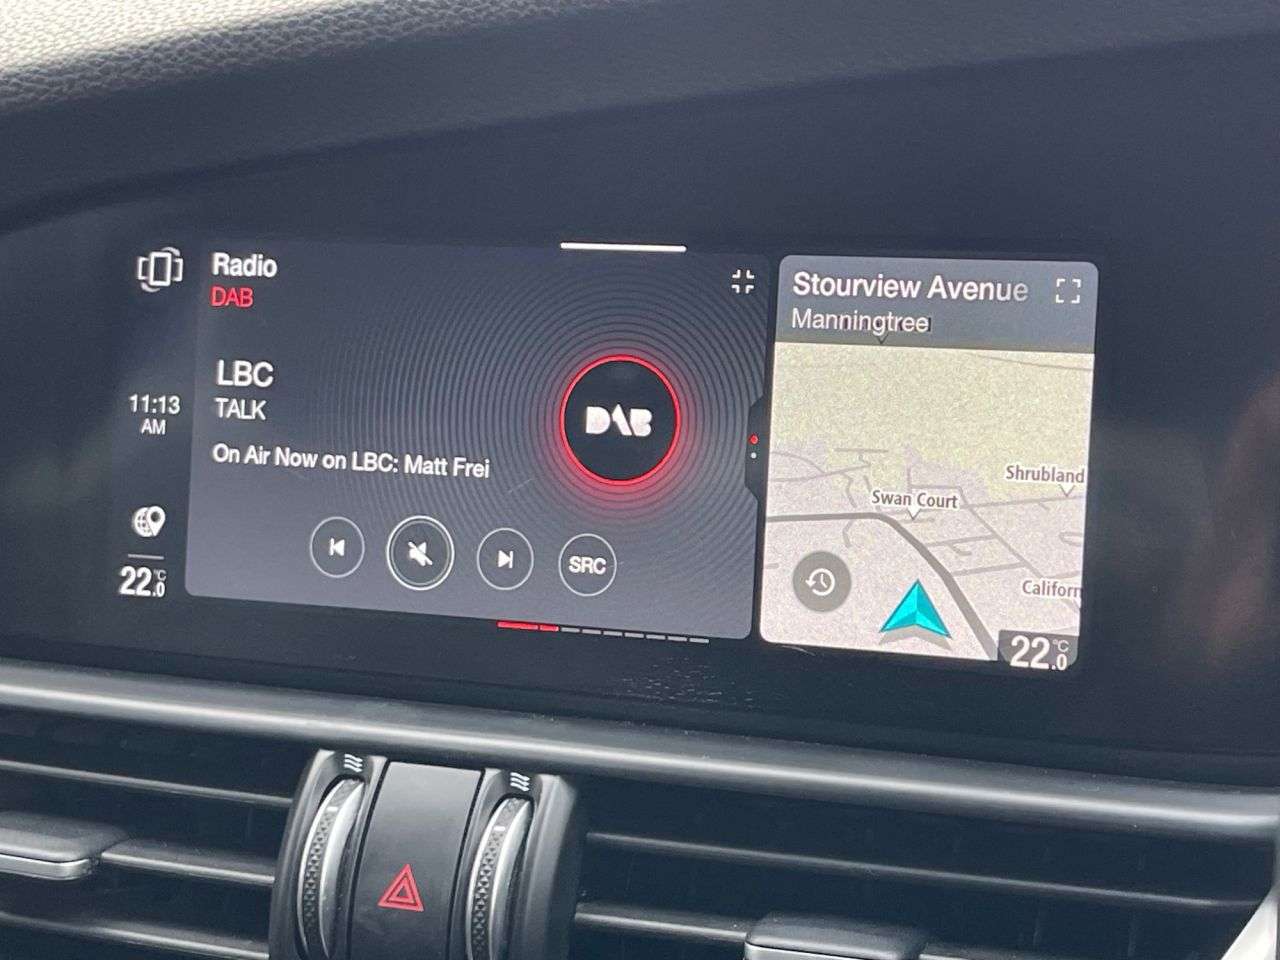 Radio
DAB
LBC
TALK
On Air Now on LBC: Matt Frei
DAB
SRC
11:13
AM
22.0°C
Stourview Avenue
Manningtree
Shrubland
Swan Court
Californ
22.0°C